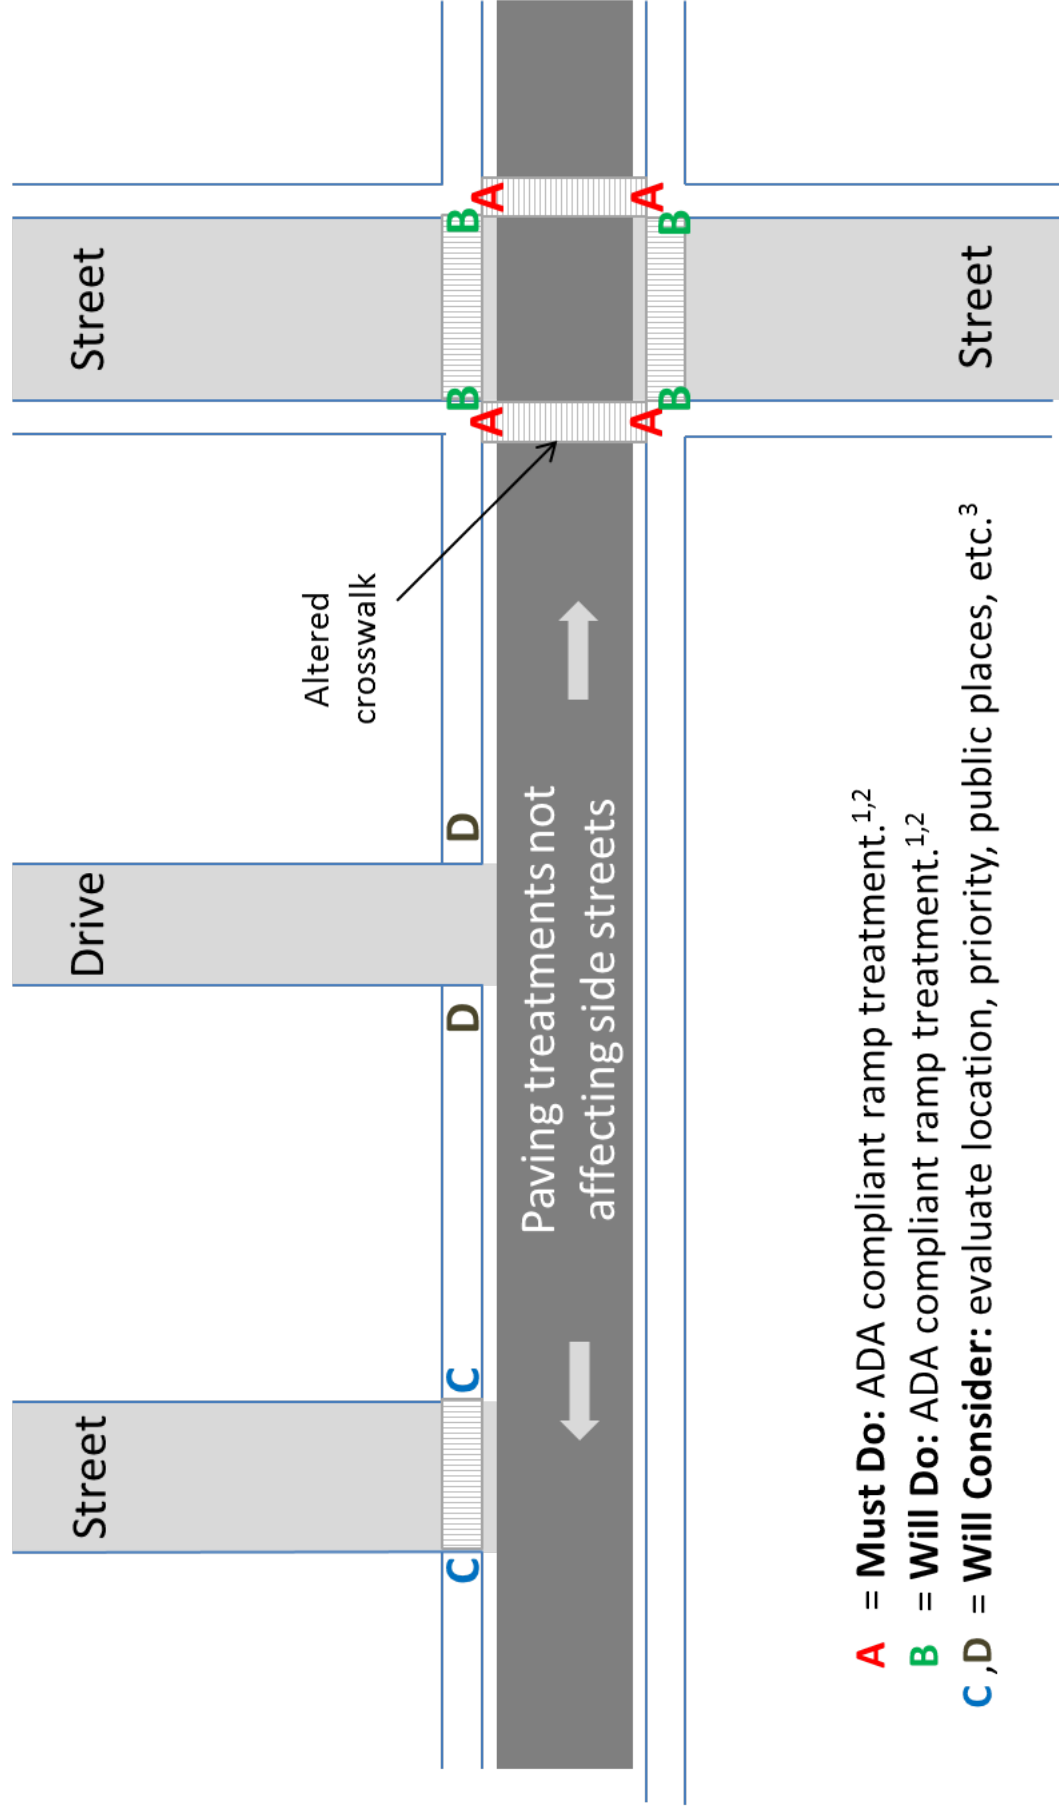 Street
Drive
Street
Altered
crosswalk
C
C
D
D
B
B
A
A
Paving treatments not
affecting side streets
A
A
B
B
Street
A = Must Do: ADA compliant ramp treatment.1,2
B = Will Do: ADA compliant ramp treatment.1,2
C ,D = Will Consider: evaluate location, priority, public places, etc.3